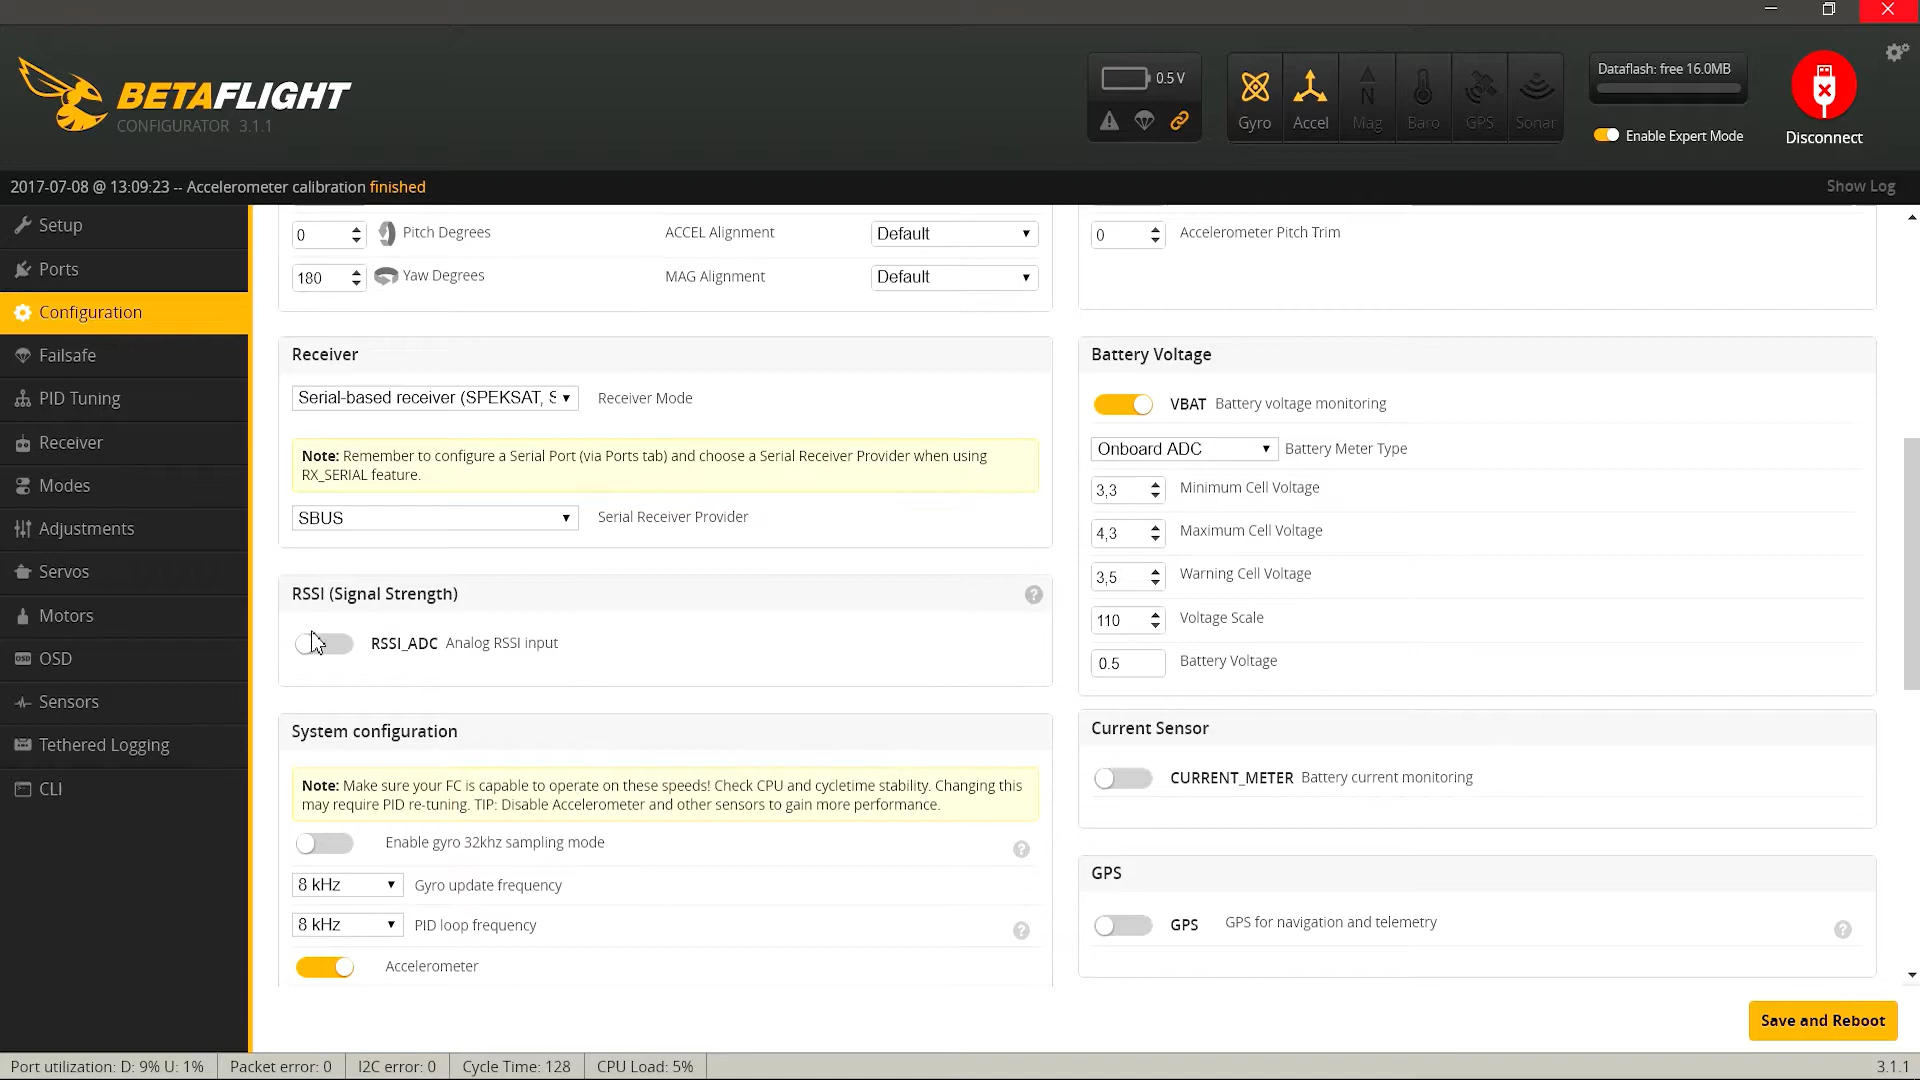 BETAFLIGHT
CONFIGURATOR 3.1.1
0.5 V
Gyro
Accel
Mag
Baro
GPS
Sonar
Dataflash: free 16.0MB
Enable Expert Mode
Disconnect
2017-07-08 @ 13:09:23 -- Accelerometer calibration finished
Show Log
Setup
Ports
Configuration
Failsafe
PID Tuning
Receiver
Modes
Adjustments
Servos
Motors
OSD
Sensors
Tethered Logging
CLI
0 Pitch Degrees
ACCEL Alignment Default
180 Yaw Degrees
MAG Alignment Default
0 Accelerometer Pitch Trim
Receiver
Serial-based receiver (SPEKSAT, S Receiver Mode
Note: Remember to configure a Serial Port (via Ports tab) and choose a Serial Receiver Provider when using
RX_SERIAL feature.
SBUS Serial Receiver Provider
RSSI (Signal Strength)
RSSI_ADC Analog RSSI input
System configuration
Note: Make sure your FC is capable to operate on these speeds! Check CPU and cycletime stability. Changing this
may require PID re-tuning. TIP: Disable Accelerometer and other sensors to gain more performance.
Enable gyro 32khz sampling mode
8 kHz Gyro update frequency
8 kHz PID loop frequency
Accelerometer
Battery Voltage
VBAT Battery voltage monitoring
Onboard ADC Battery Meter Type
3,3 Minimum Cell Voltage
4,3 Maximum Cell Voltage
3,5 Warning Cell Voltage
110 Voltage Scale
0.5 Battery Voltage
Current Sensor
CURRENT_METER Battery current monitoring
GPS
GPS GPS for navigation and telemetry
Save and Reboot
Port utilization: D: 9% U: 1%
Packet error: 0
I2C error: 0
Cycle Time: 128
CPU Load: 5%
3.1.1